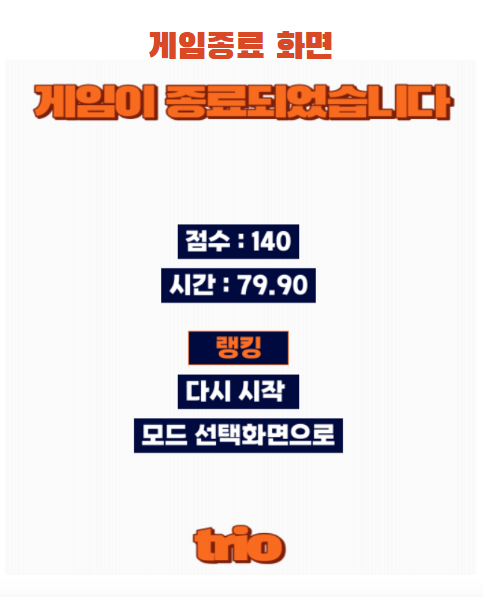 게임종료 화면
게임이 종료되었습니다
점수 : 140
시간 : 79.90
랭킹
다시 시작
모드 선택화면으로
trio